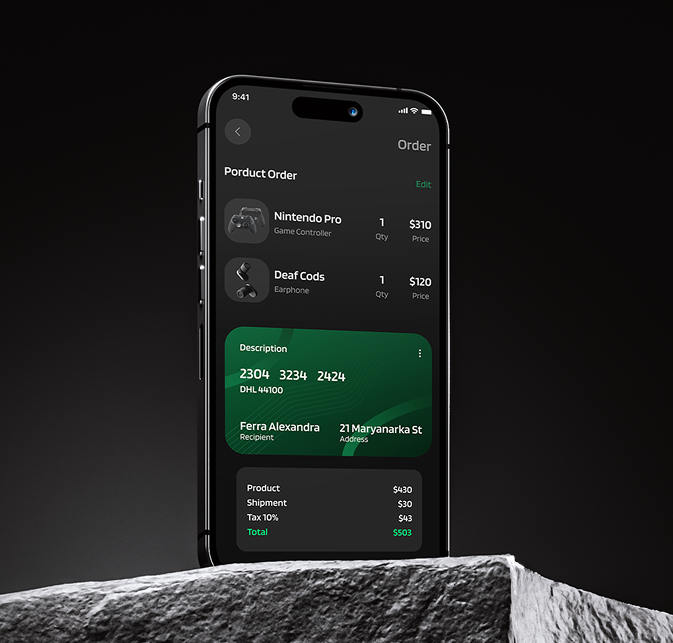 9:41
Order
Porduct Order
Edit
Nintendo Pro
Game Controller
1
Qty
$310
Price
Deaf Cods
Earphone
1
Qty
$120
Price
Description
2304 3234 2424
DHL 44100
Ferra Alexandra
Recipient
21 Maryanarka St
Address
Product $430
Shipment $30
Tax 10% $43
Total $503